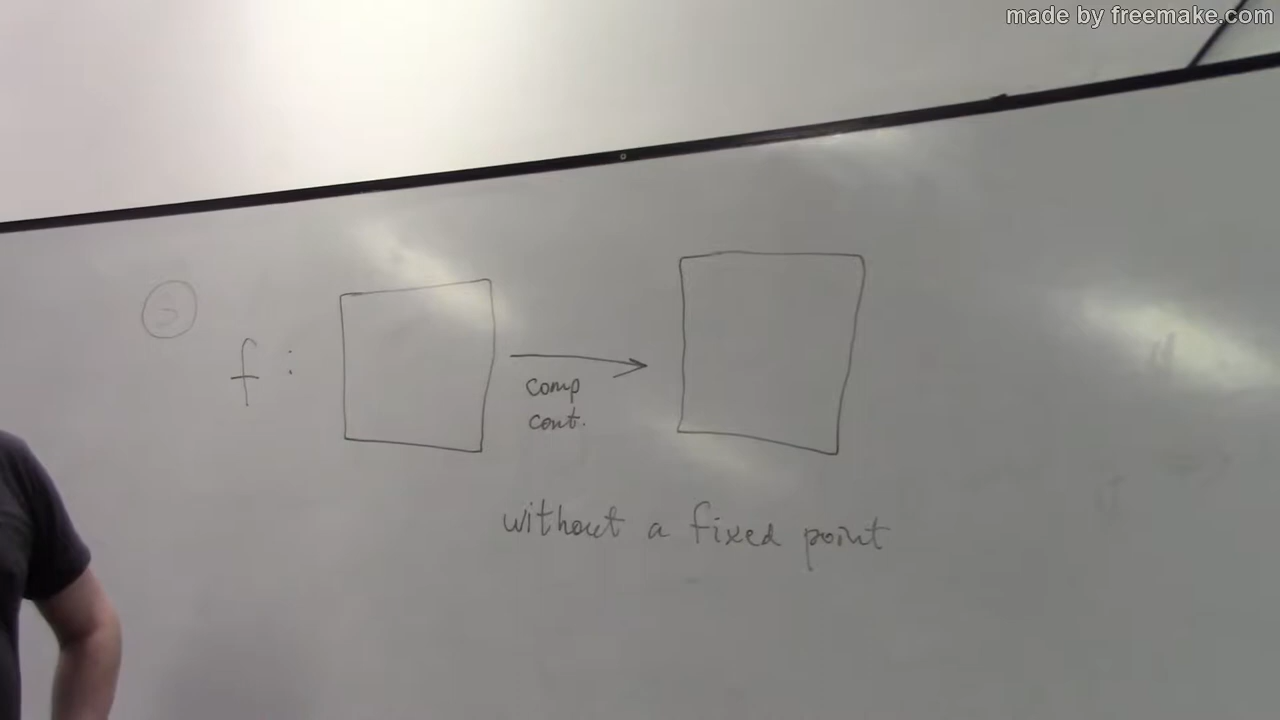 made by freemake.com
f :
comp
cont.
without a fixed point